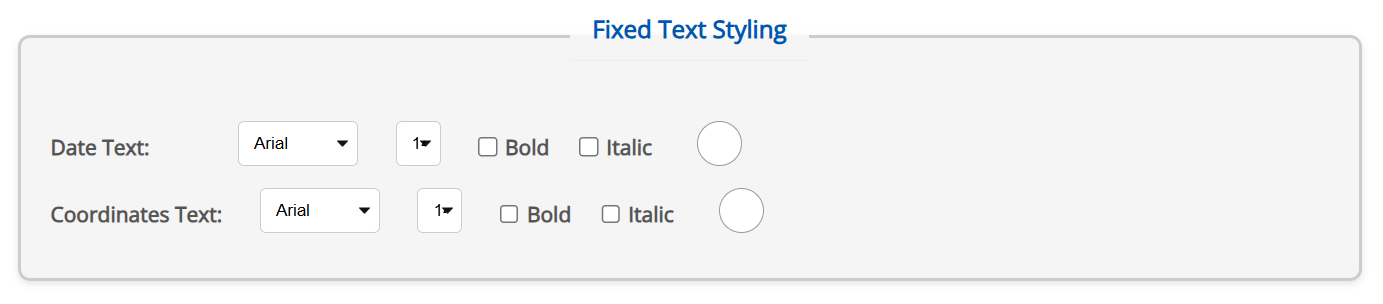 Fixed Text Styling
Date Text: Arial Bold Italic
Coordinates Text: Arial Bold Italic